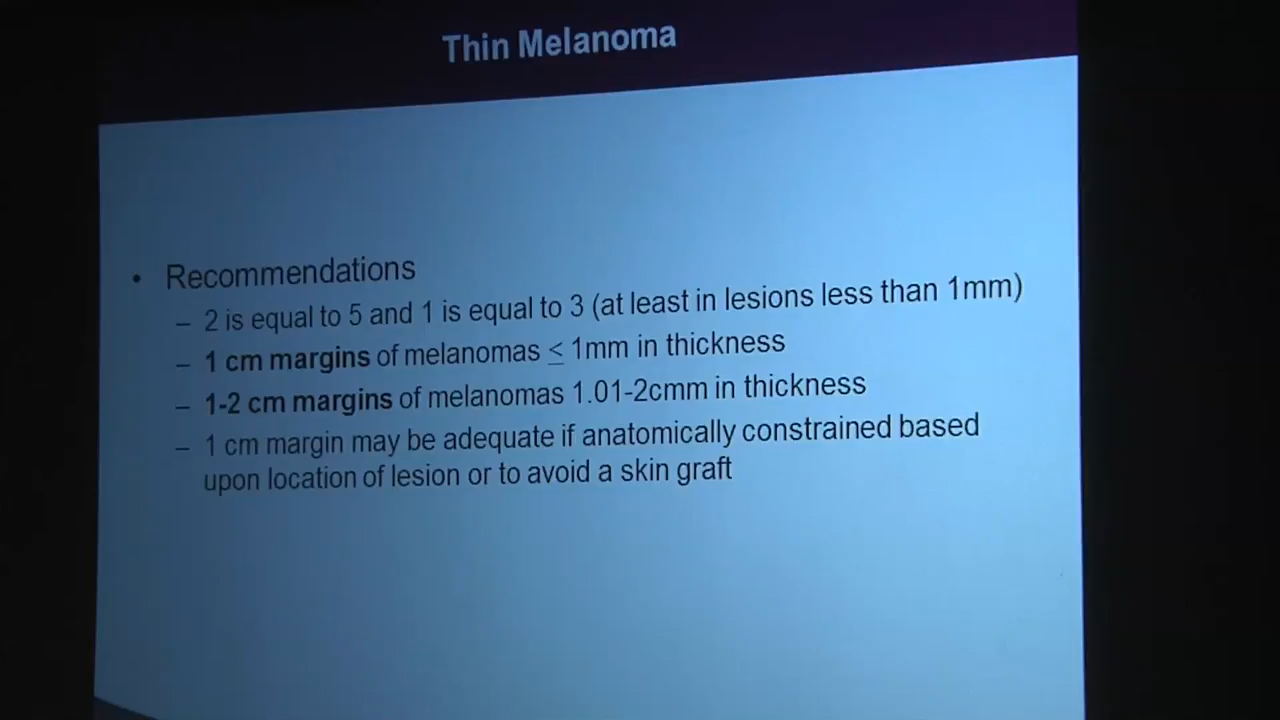 Thin Melanoma
• Recommendations
– 2 is equal to 5 and 1 is equal to 3 (at least in lesions less than 1mm)
– 1 cm margins of melanomas ≤ 1mm in thickness
– 1-2 cm margins of melanomas 1.01-2cmm in thickness
– 1 cm margin may be adequate if anatomically constrained based
upon location of lesion or to avoid a skin graft